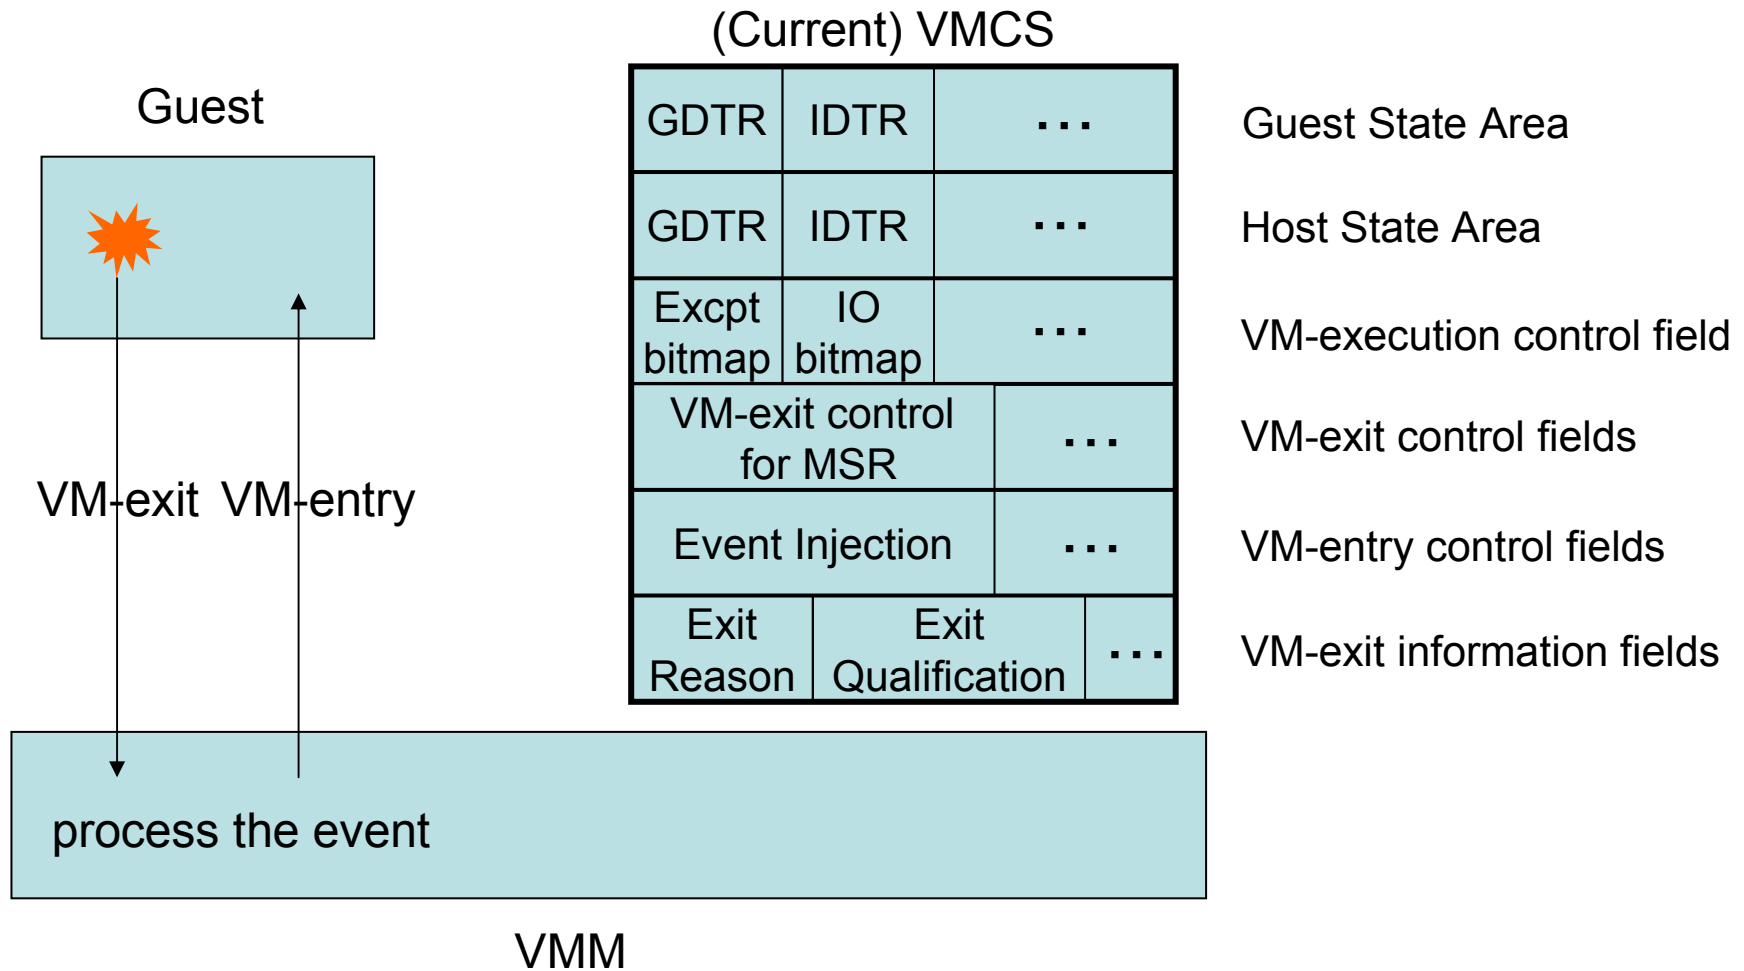 (Current) VMCS
Guest
GDTR IDTR ... Guest State Area
GDTR IDTR ... Host State Area
Excpt
bitmap
IO
bitmap
...
VM-execution control field
VM-exit control
for MSR
...
VM-exit control fields
VM-exit VM-entry
Event Injection ... VM-entry control fields
Exit
Reason
Exit
Qualification
...
VM-exit information fields
process the event
VMM